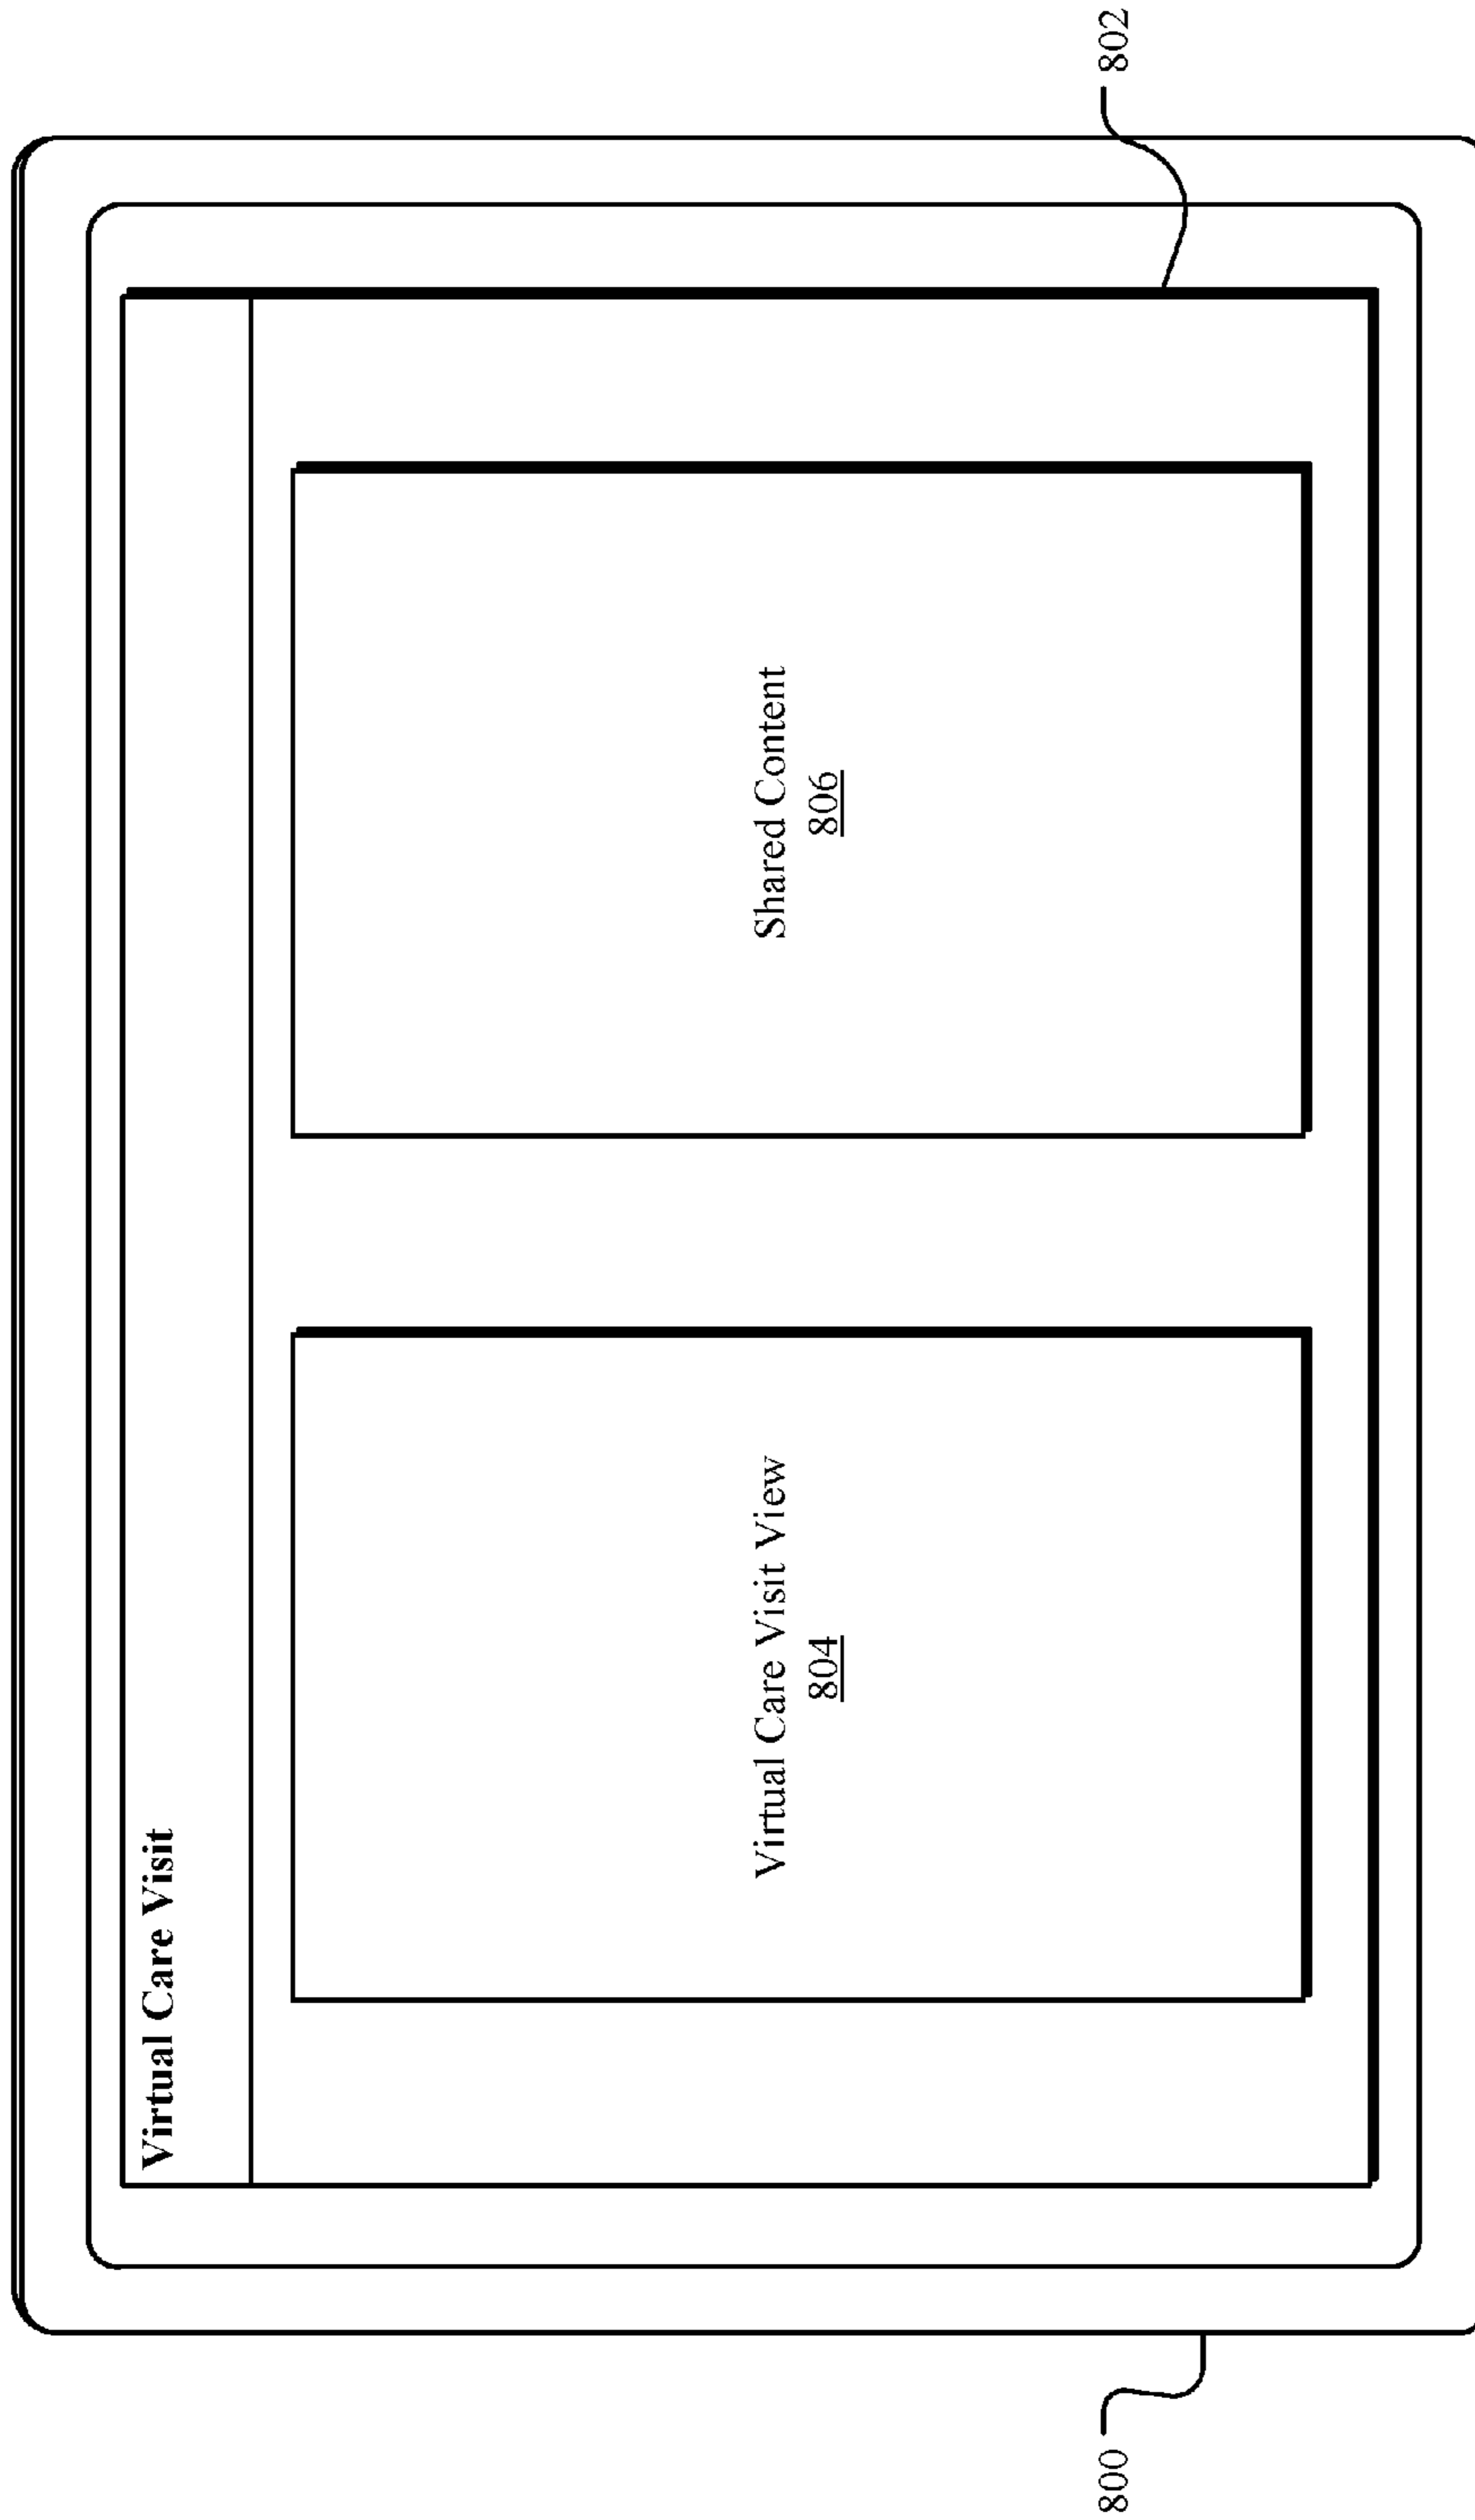 Virtual Care Visit
Virtual Care Visit View
804
Shared Content
806
800
802